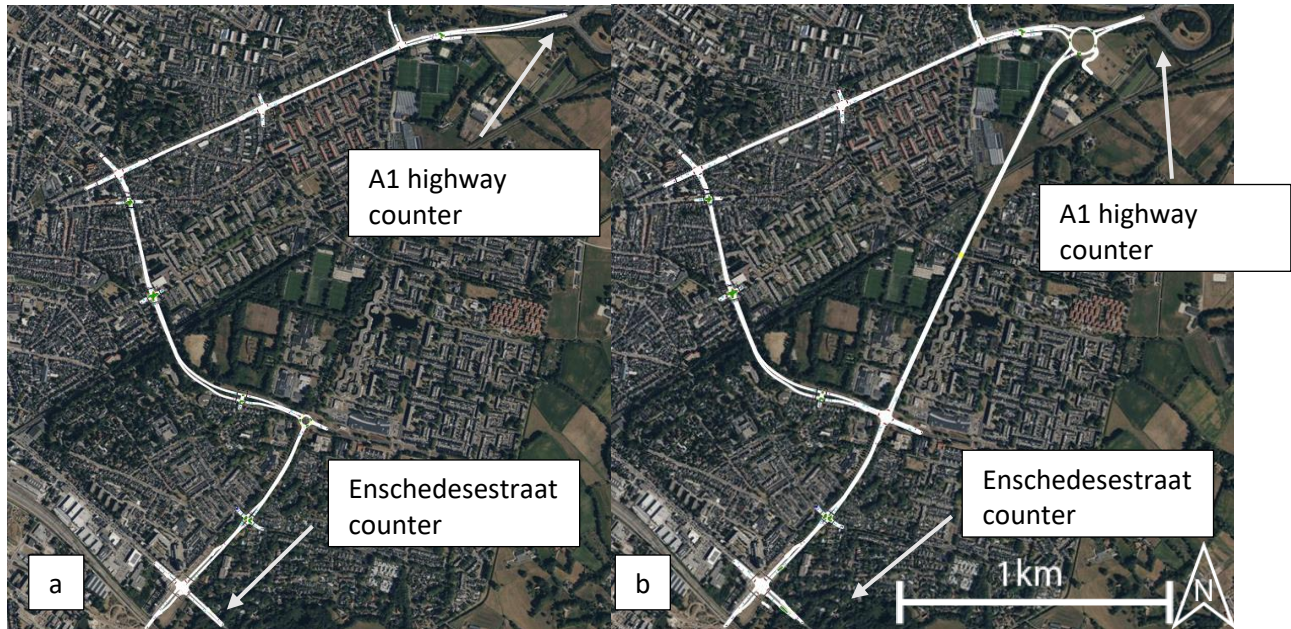 A1 highway
counter
Enschedesestraat
counter
a
A1 highway
counter
Enschedesestraat
counter
b
1km
N